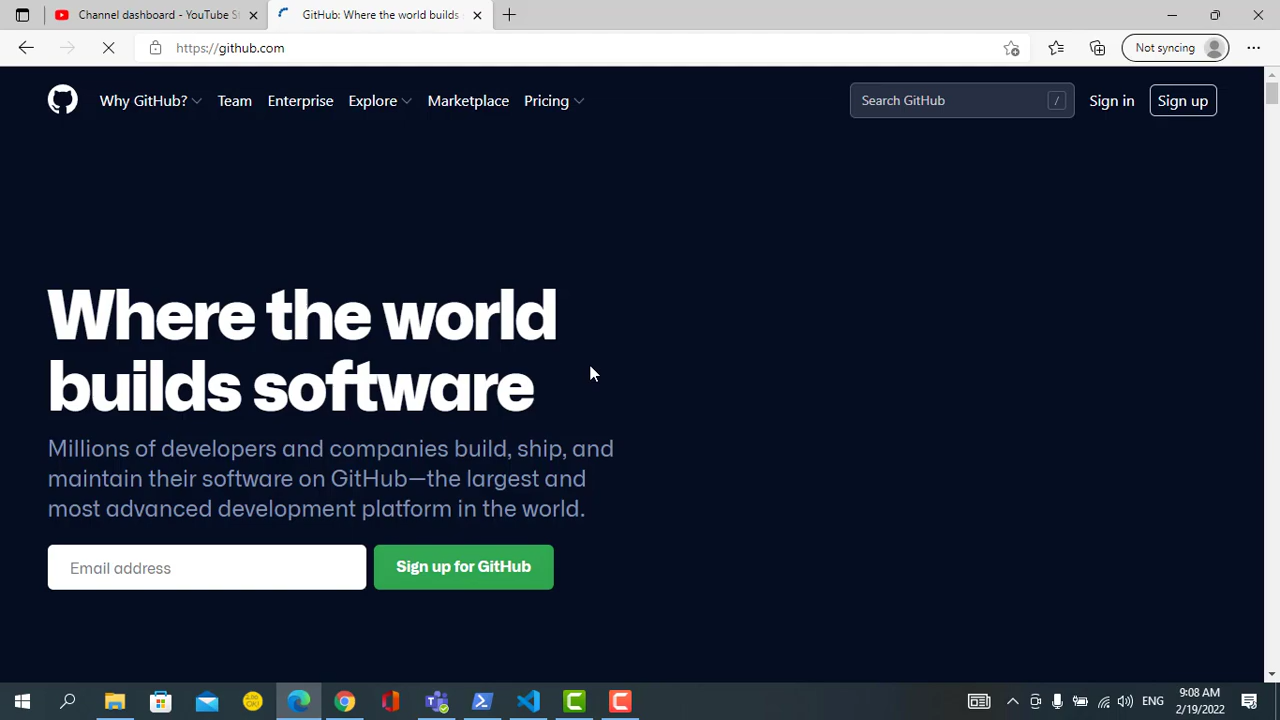 Channel dashboard - YouTube St
GitHub: Where the world builds
https://github.com
Not syncing
Why GitHub?
Team
Enterprise
Explore
Marketplace
Pricing
Search GitHub
/
Sign in
Sign up
Where the world
builds software
Millions of developers and companies build, ship, and
maintain their software on GitHub—the largest and
most advanced development platform in the world.
Email address
Sign up for GitHub
ENG
9:08 AM
2/19/2022